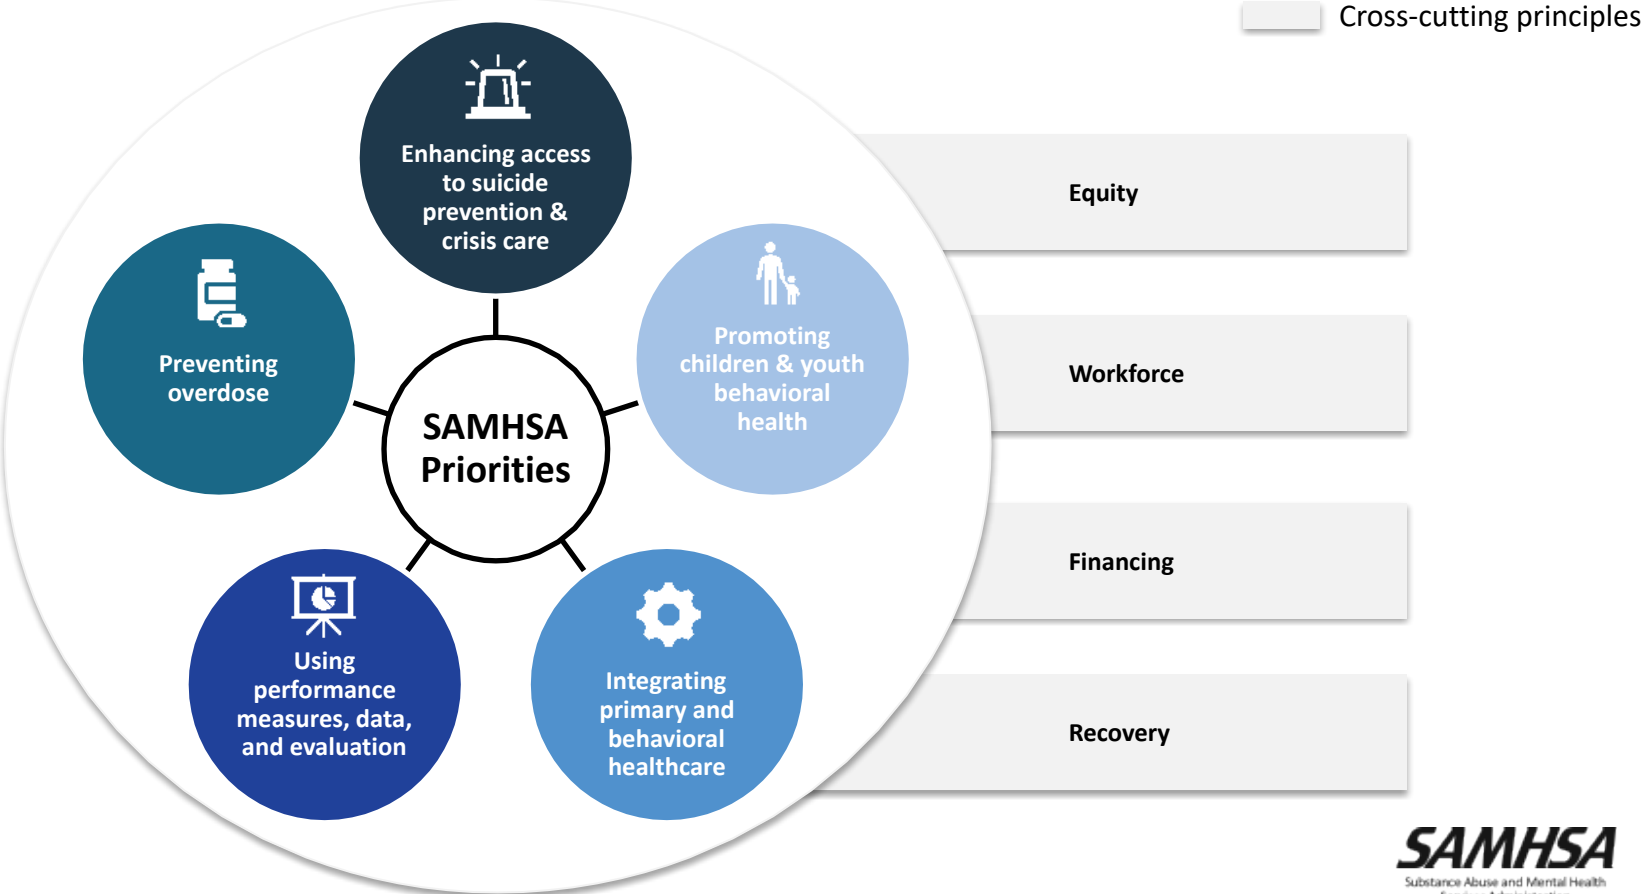 Cross-cutting principles
Enhancing access
to suicide
prevention &
crisis care
Equity
Preventing
overdose
Promoting
children & youth
behavioral
health
Workforce
SAMHSA
Priorities
Financing
Using
performance
measures, data,
and evaluation
Integrating
primary and
behavioral
healthcare
Recovery
SAMHSA
Substance Abuse and Mental Health